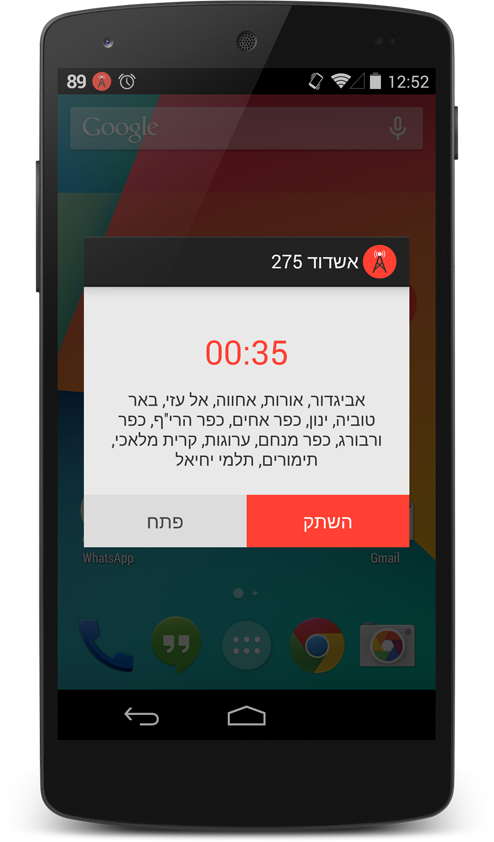 89
12:52
Google
אשדוד 275
00:35
אביגדור, אורות, אחווה, אל עזי, באר
טוביה, ינון, כפר אחים, כפר הרי"ף, כפר
ורבורג, כפר מנחם, ערוגות, קרית מלאכי,
תימורים, תלמי יחיאל
השתק
פתח
WhatsApp
Gmail